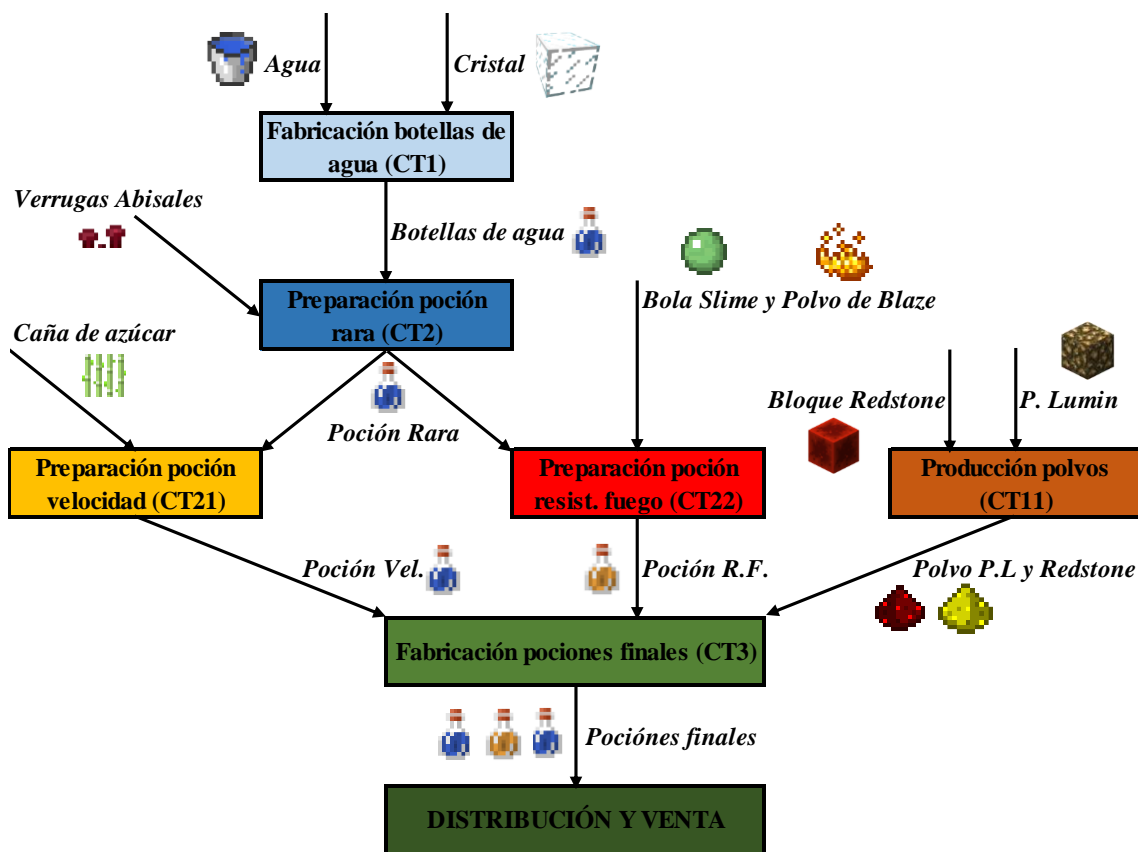 Agua
Cristal
Fabricación botellas de
agua (CT1)
Verrugas Abisales
Botellas de agua
Bola Slime y Polvo de Blaze
Preparación poción
rara (CT2)
Caña de azúcar
Bloque Redstone
P. Lumin
Poción Rara
Preparación poción
velocidad (CT21)
Preparación poción
resist. fuego (CT22)
Producción polvos
(CT11)
Poción Vel.
Poción R.F.
Polvo P.L y Redstone
Fabricación pociones finales (CT3)
Pociónes finales
DISTRIBUCIÓN Y VENTA